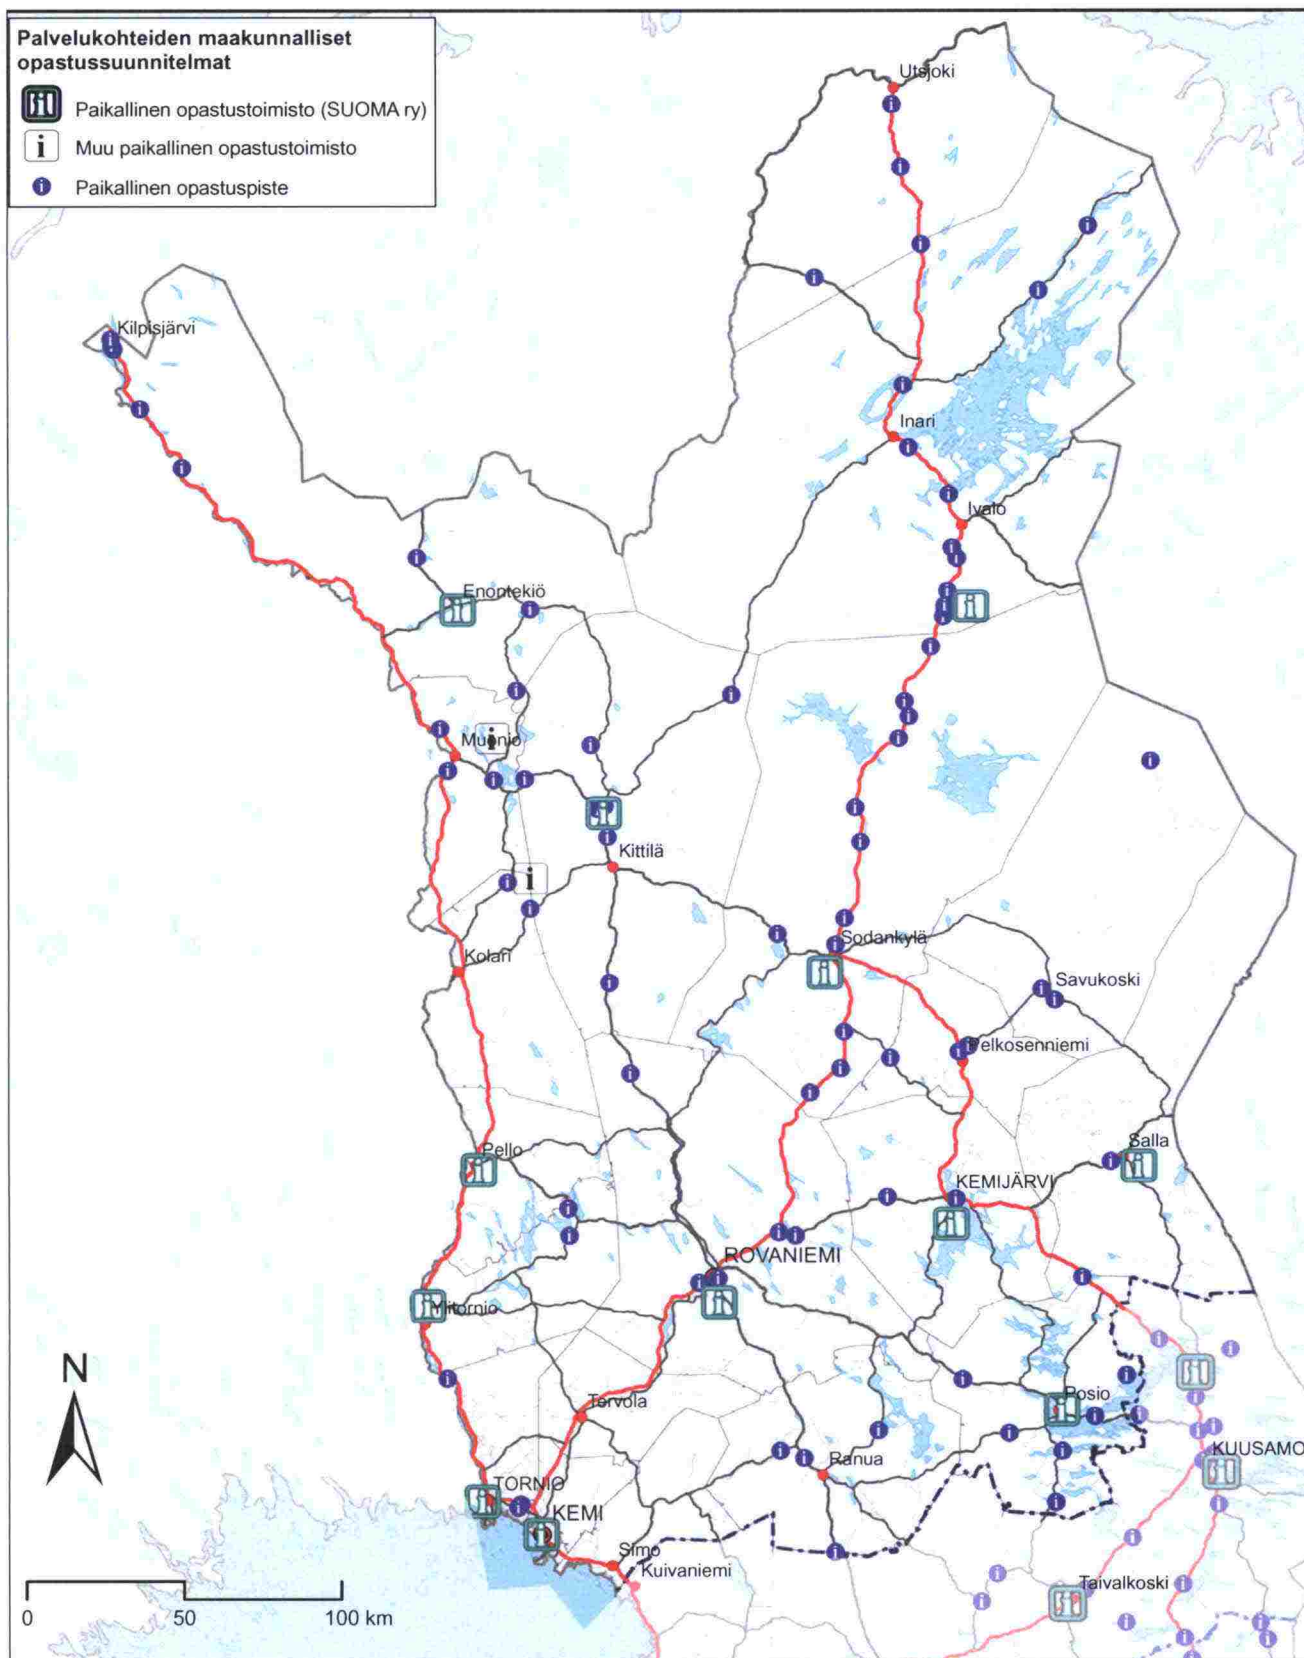 Palvelukohteiden maakunnalliset
opastussuunnitelmat
Paikallinen opastustoimisto (SUOMA ry)
i Muu paikallinen opastustoimisto
i Paikallinen opastuspiste
Utsjoki
Kilpisjärvi
Inari
Ivalo
Enontekiö
Muonio
Kittilä
Sodankylä
Kolari
Savukoski
Pelkosenniemi
Pello
Salla
KEMIJÄRVI
ROVANIEMI
Ylitornio
N
Posio
Tervola
Ranua
KUUSAMO
TORNIO
KEMI
Simo
Kuivaniemi
Taivalkoski
0 50 100 km